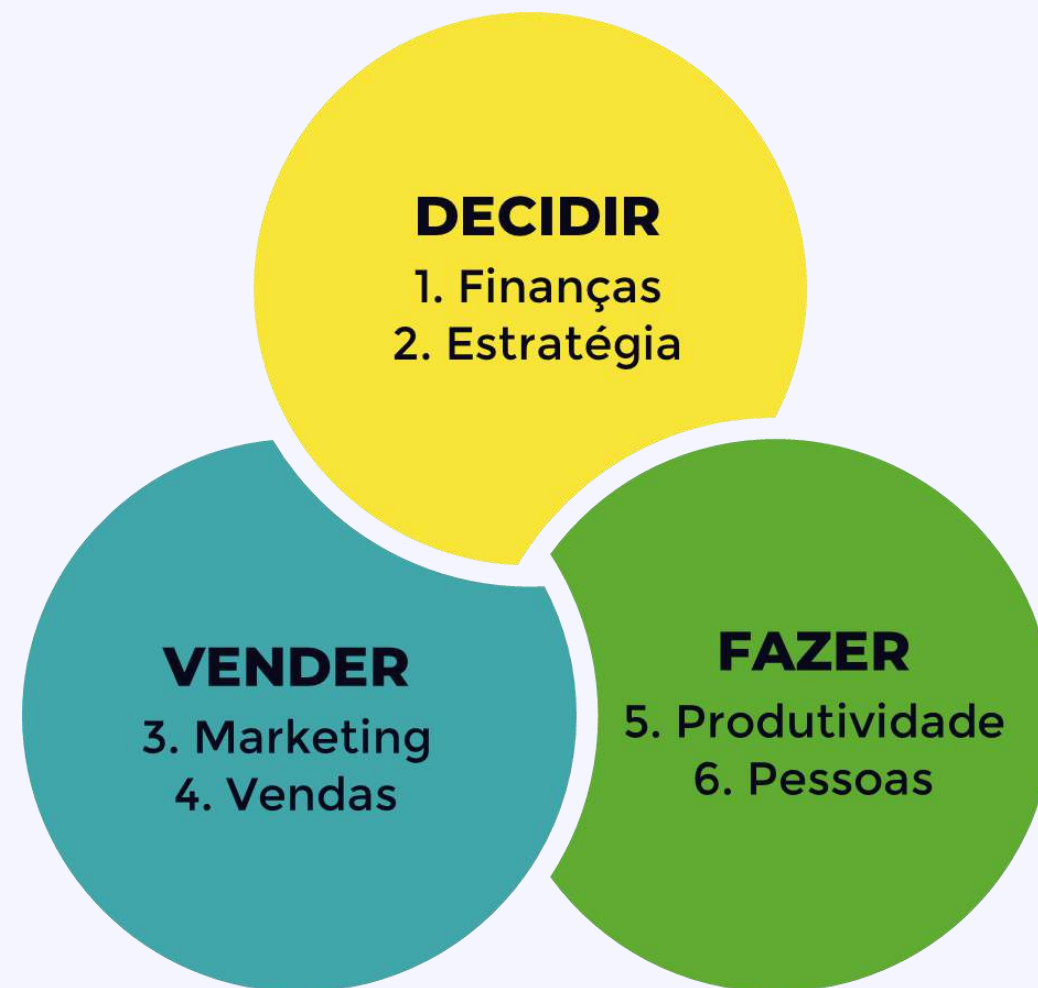 DECIDIR
1. Finanças
2. Estratégia
VENDER
3. Marketing
4. Vendas
FAZER
5. Produtividade
6. Pessoas